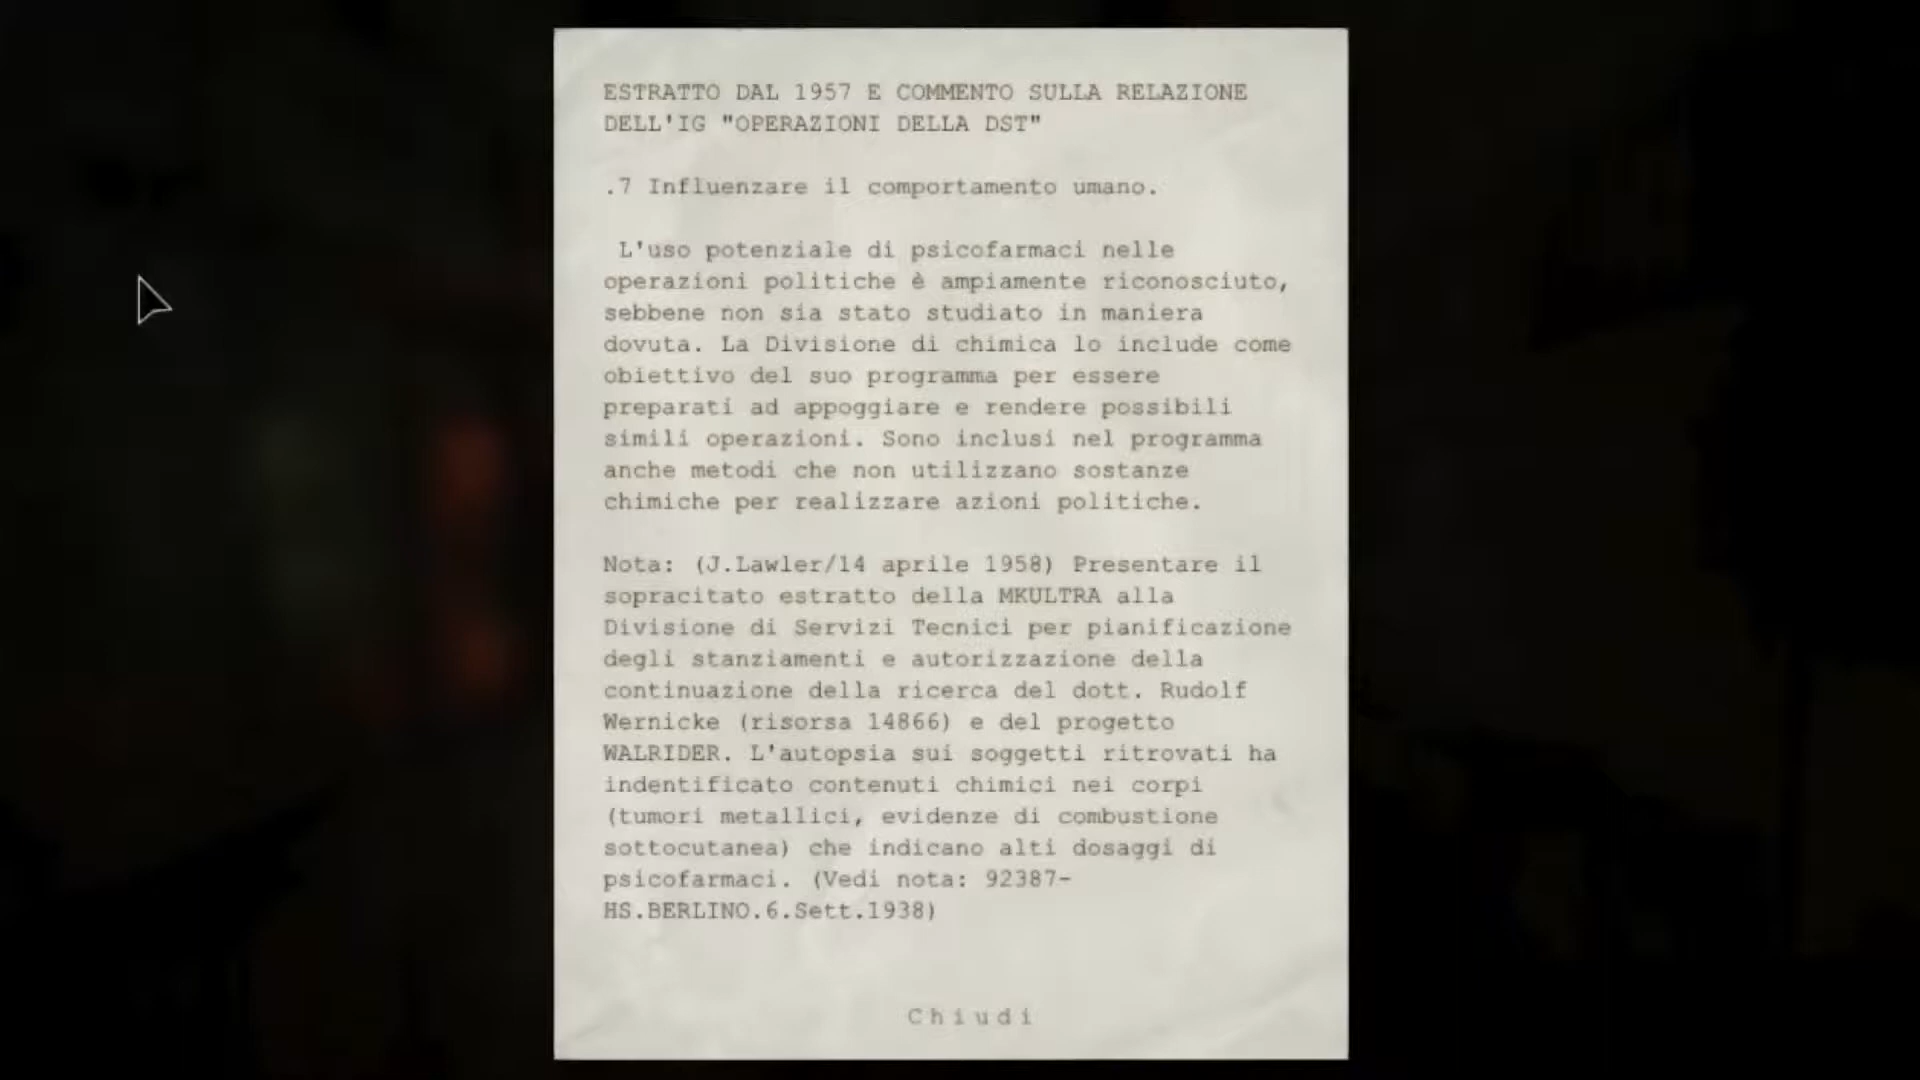 ESTRATTO DAL 1957 E COMMENTO SULLA RELAZIONE
DELL'IG "OPERAZIONI DELLA DST"
.7 Influenzare il comportamento umano.
L'uso potenziale di psicofarmaci nelle
operazioni politiche è ampiamente riconosciuto,
sebbene non sia stato studiato in maniera
dovuta. La Divisione di chimica lo include come
obiettivo del suo programma per essere
preparati ad appoggiare e rendere possibili
simili operazioni. Sono inclusi nel programma
anche metodi che non utilizzano sostanze
chimiche per realizzare azioni politiche.
Nota: (J.Lawler/14 aprile 1958) Presentare il
sopracitato estratto della MKULTRA alla
Divisione di Servizi Tecnici per pianificazione
degli stanziamenti e autorizzazione della
continuazione della ricerca del dott. Rudolf
Wernicke (risorsa 14866) e del progetto
WALRIDER. L'autopsia sui soggetti ritrovati ha
indentificato contenuti chimici nei corpi
(tumori metallici, evidenze di combustione
sottocutanea) che indicano alti dosaggi di
psicofarmaci. (Vedi nota: 92387-
HS.BERLINO.6.Sett.1938)
Chiudi